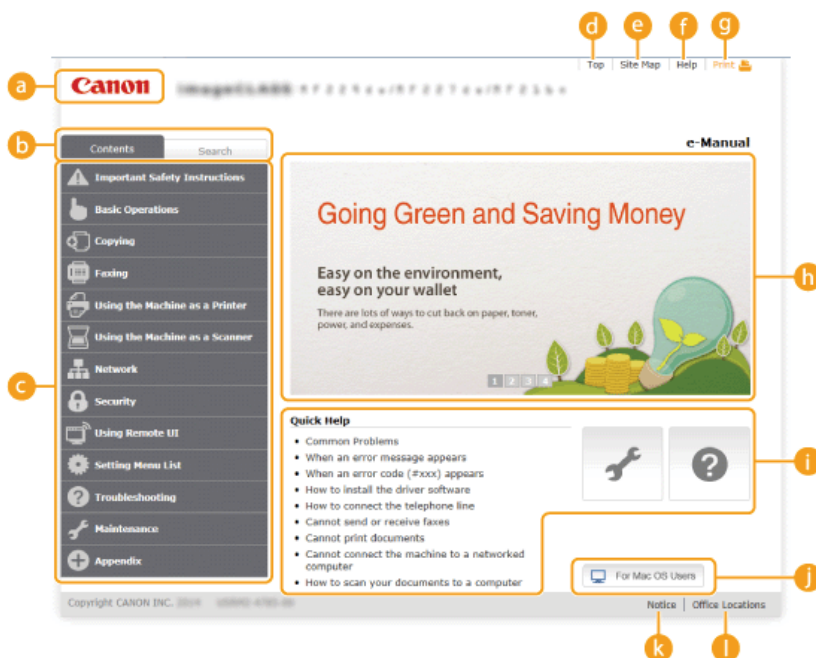 d e f g
Top Site Map Help Print
a Canon
b Contents Search
e-Manual
c
Important Safety Instructions
Basic Operations
Copying
Faxing
Using the Machine as a Printer
Using the Machine as a Scanner
Network
Security
Using Remote UI
Setting Menu List
Troubleshooting
Maintenance
Appendix
Going Green and Saving Money
Easy on the environment,
easy on your wallet
There are lots of ways to cut back on paper, toner,
power, and expenses.
1 2 3 4
h
Quick Help
• Common Problems
• When an error message appears
• When an error code (#xxx) appears
• How to install the driver software
• How to connect the telephone line
• Cannot send or receive faxes
• Cannot print documents
• Cannot connect the machine to a networked
computer
• How to scan your documents to a computer
?
i
For Mac OS Users
j
Copyright CANON INC.
Notice Office Locations
k l